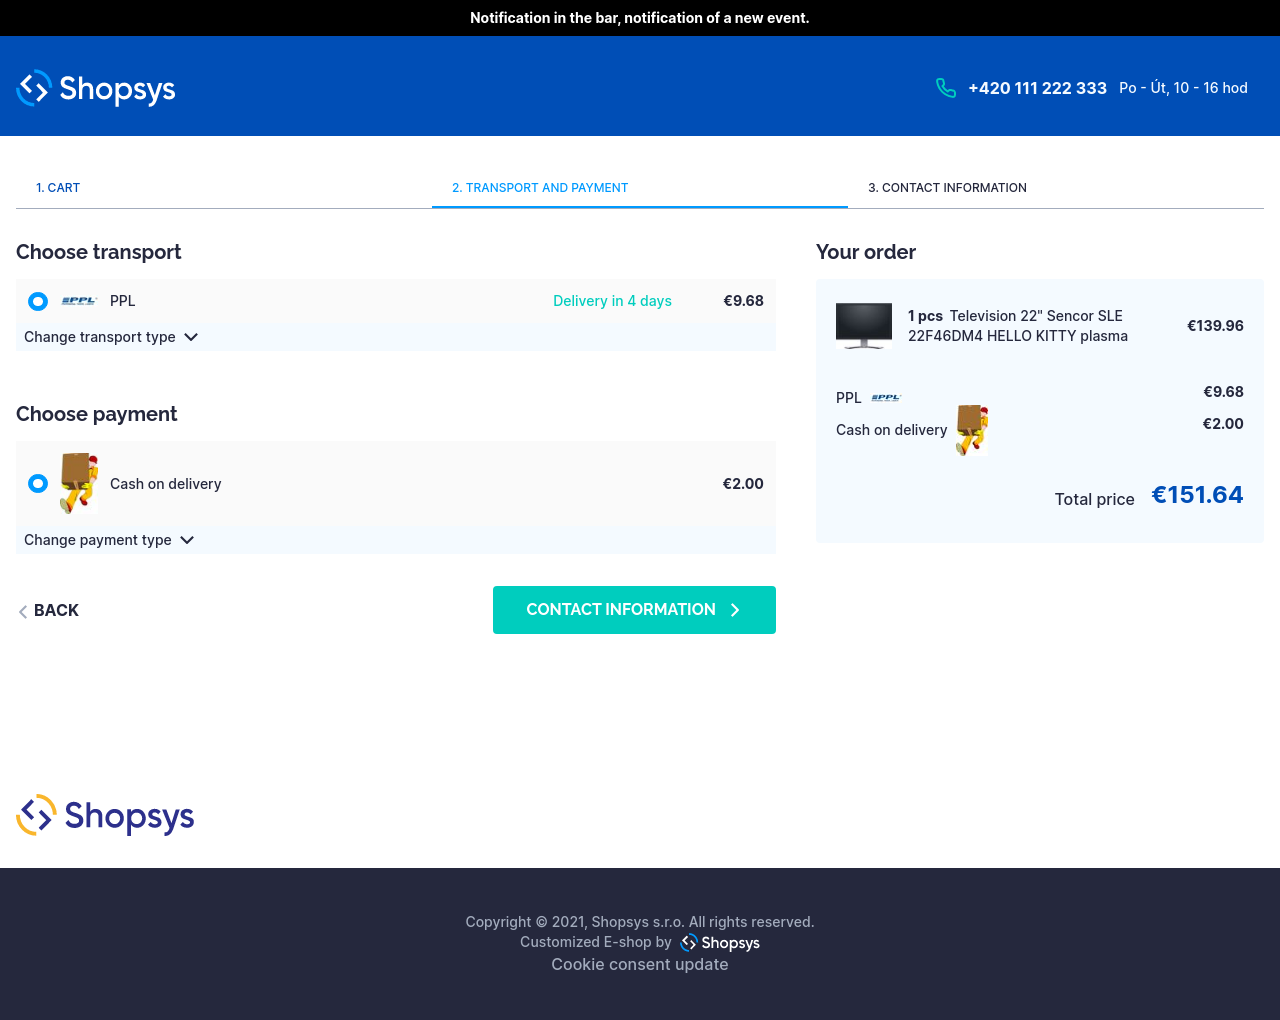 Notification in the bar, notification of a new event.
Shopsys
+420 111 222 333 Po - Út, 10 - 16 hod
1. CART
2. TRANSPORT AND PAYMENT
3. CONTACT INFORMATION
Choose transport
PPL PPL Delivery in 4 days €9.68
Change transport type
Choose payment
Cash on delivery €2.00
Change payment type
BACK
CONTACT INFORMATION
Your order
1 pcs Television 22" Sencor SLE
22F46DM4 HELLO KITTY plasma
€139.96
PPL PPL €9.68
Cash on delivery €2.00
Total price €151.64
Shopsys
Copyright © 2021, Shopsys s.r.o. All rights reserved.
Customized E-shop by Shopsys
Cookie consent update